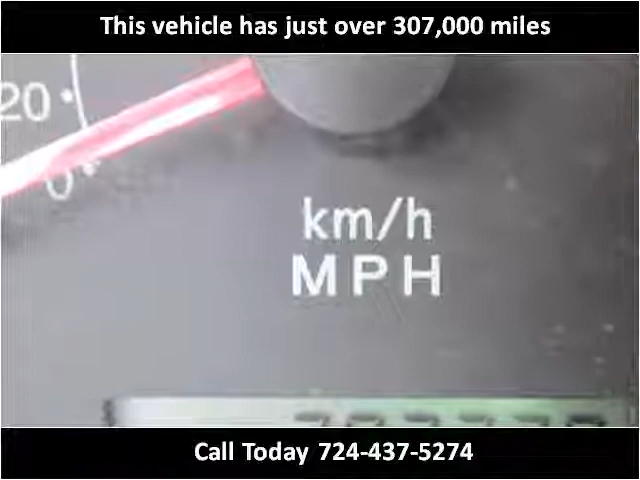 This vehicle has just over 307,000 miles
20
0
km/h
MPH
Call Today 724-437-5274